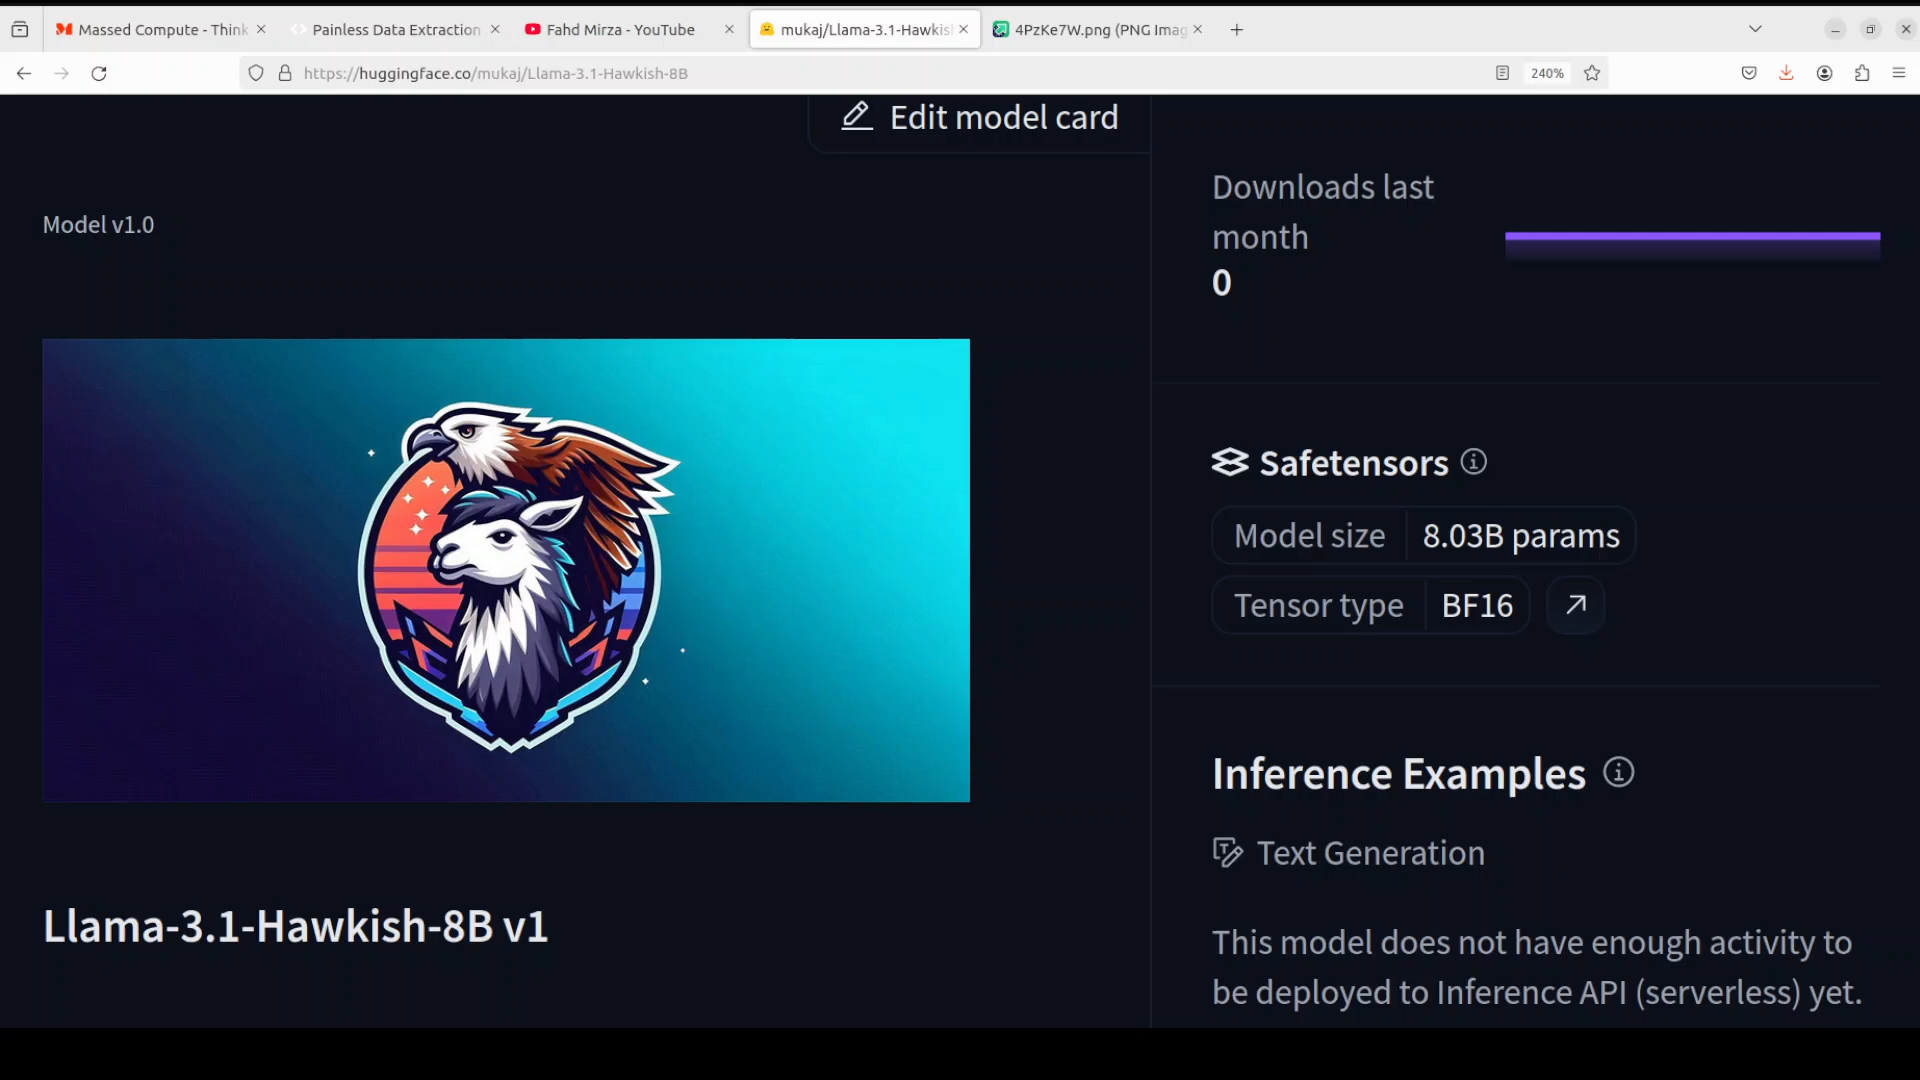 Massed Compute - Think
Painless Data Extraction
Fahd Mirza - YouTube
mukaj/Llama-3.1-Hawkis
4PzKe7W.png (PNG Imag
https://huggingface.co/mukaj/Llama-3.1-Hawkish-8B
240%
Edit model card
Model v1.0
Llama-3.1-Hawkish-8B v1
Downloads last
month
0
Safetensors
Model size 8.03B params
Tensor type BF16
Inference Examples
Text Generation
This model does not have enough activity to
be deployed to Inference API (serverless) yet.